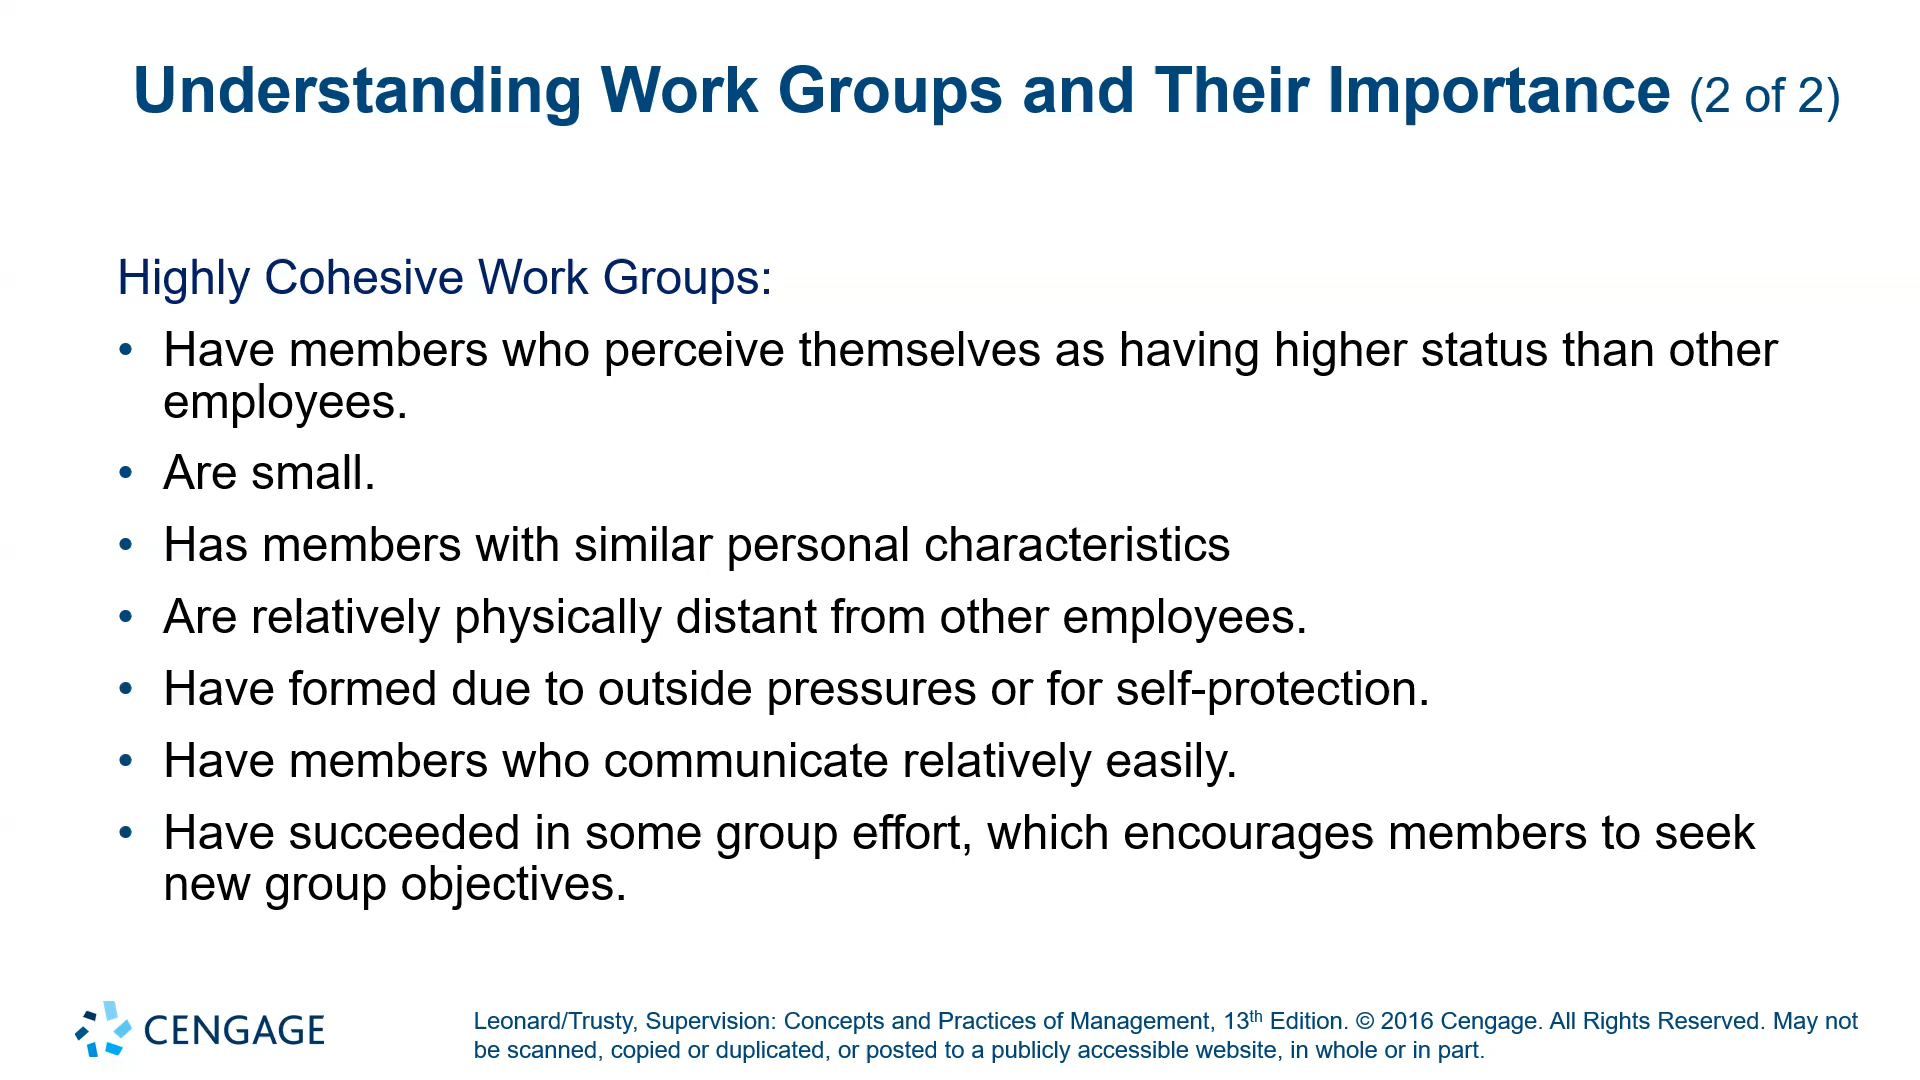 Understanding Work Groups and Their Importance (2 of 2)
Highly Cohesive Work Groups:
• Have members who perceive themselves as having higher status than other
employees.
• Are small.
• Has members with similar personal characteristics
• Are relatively physically distant from other employees.
• Have formed due to outside pressures or for self-protection.
• Have members who communicate relatively easily.
• Have succeeded in some group effort, which encourages members to seek
new group objectives.
CENGAGE
Leonard/Trusty, Supervision: Concepts and Practices of Management, 13th Edition. © 2016 Cengage. All Rights Reserved. May not
be scanned, copied or duplicated, or posted to a publicly accessible website, in whole or in part.